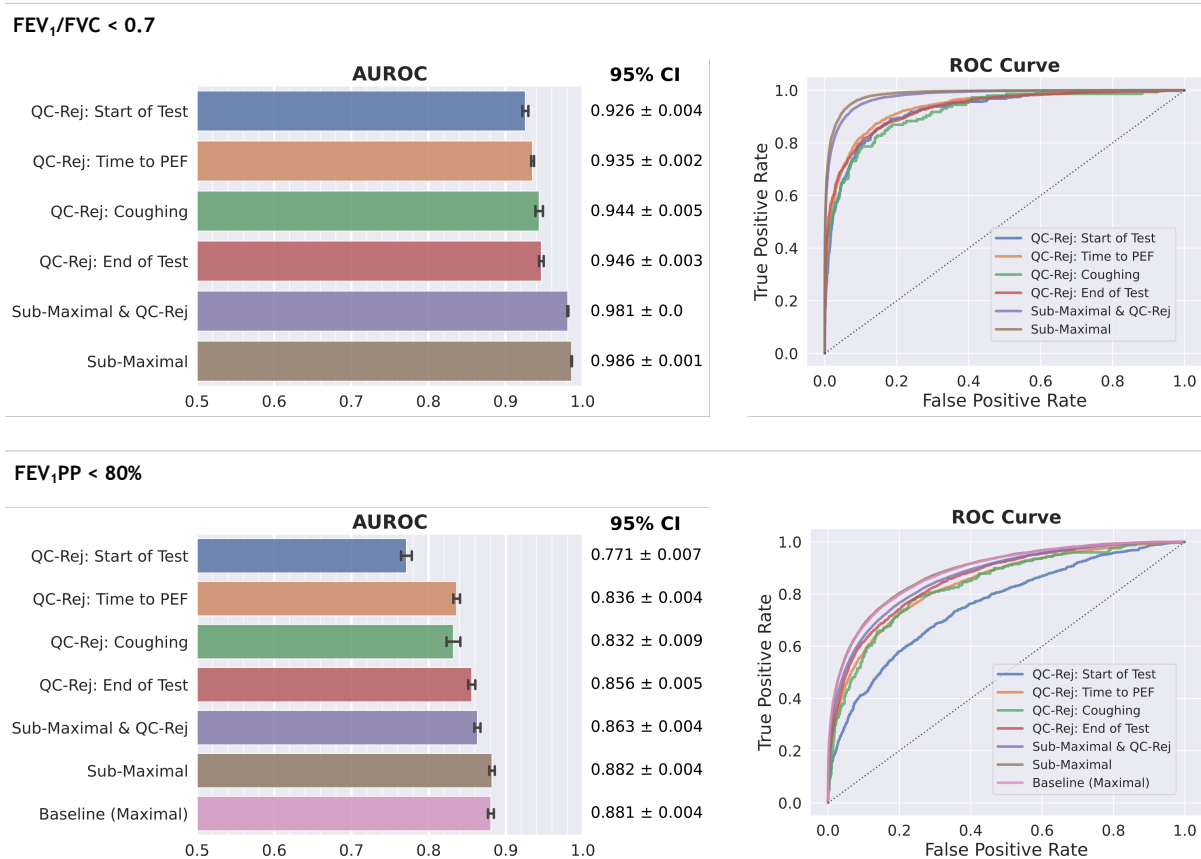 FEV₁/FVC < 0.7
AUROC
95% CI
QC-Rej: Start of Test
0.926 ± 0.004
QC-Rej: Time to PEF
0.935 ± 0.002
QC-Rej: Coughing
0.944 ± 0.005
QC-Rej: End of Test
0.946 ± 0.003
Sub-Maximal & QC-Rej
0.981 ± 0.0
Sub-Maximal
0.986 ± 0.001
0.5 0.6 0.7 0.8 0.9 1.0
ROC Curve
True Positive Rate
1.0
0.8
0.6
0.4
0.2
0.0
QC-Rej: Start of Test
QC-Rej: Time to PEF
QC-Rej: Coughing
QC-Rej: End of Test
Sub-Maximal & QC-Rej
Sub-Maximal
0.0 0.2 0.4 0.6 0.8 1.0
False Positive Rate
FEV₁PP < 80%
AUROC
95% CI
QC-Rej: Start of Test
0.771 ± 0.007
QC-Rej: Time to PEF
0.836 ± 0.004
QC-Rej: Coughing
0.832 ± 0.009
QC-Rej: End of Test
0.856 ± 0.005
Sub-Maximal & QC-Rej
0.863 ± 0.004
Sub-Maximal
0.882 ± 0.004
Baseline (Maximal)
0.881 ± 0.004
0.5 0.6 0.7 0.8 0.9 1.0
ROC Curve
True Positive Rate
1.0
0.8
0.6
0.4
0.2
0.0
QC-Rej: Start of Test
QC-Rej: Time to PEF
QC-Rej: Coughing
QC-Rej: End of Test
Sub-Maximal & QC-Rej
Sub-Maximal
Baseline (Maximal)
0.0 0.2 0.4 0.6 0.8 1.0
False Positive Rate